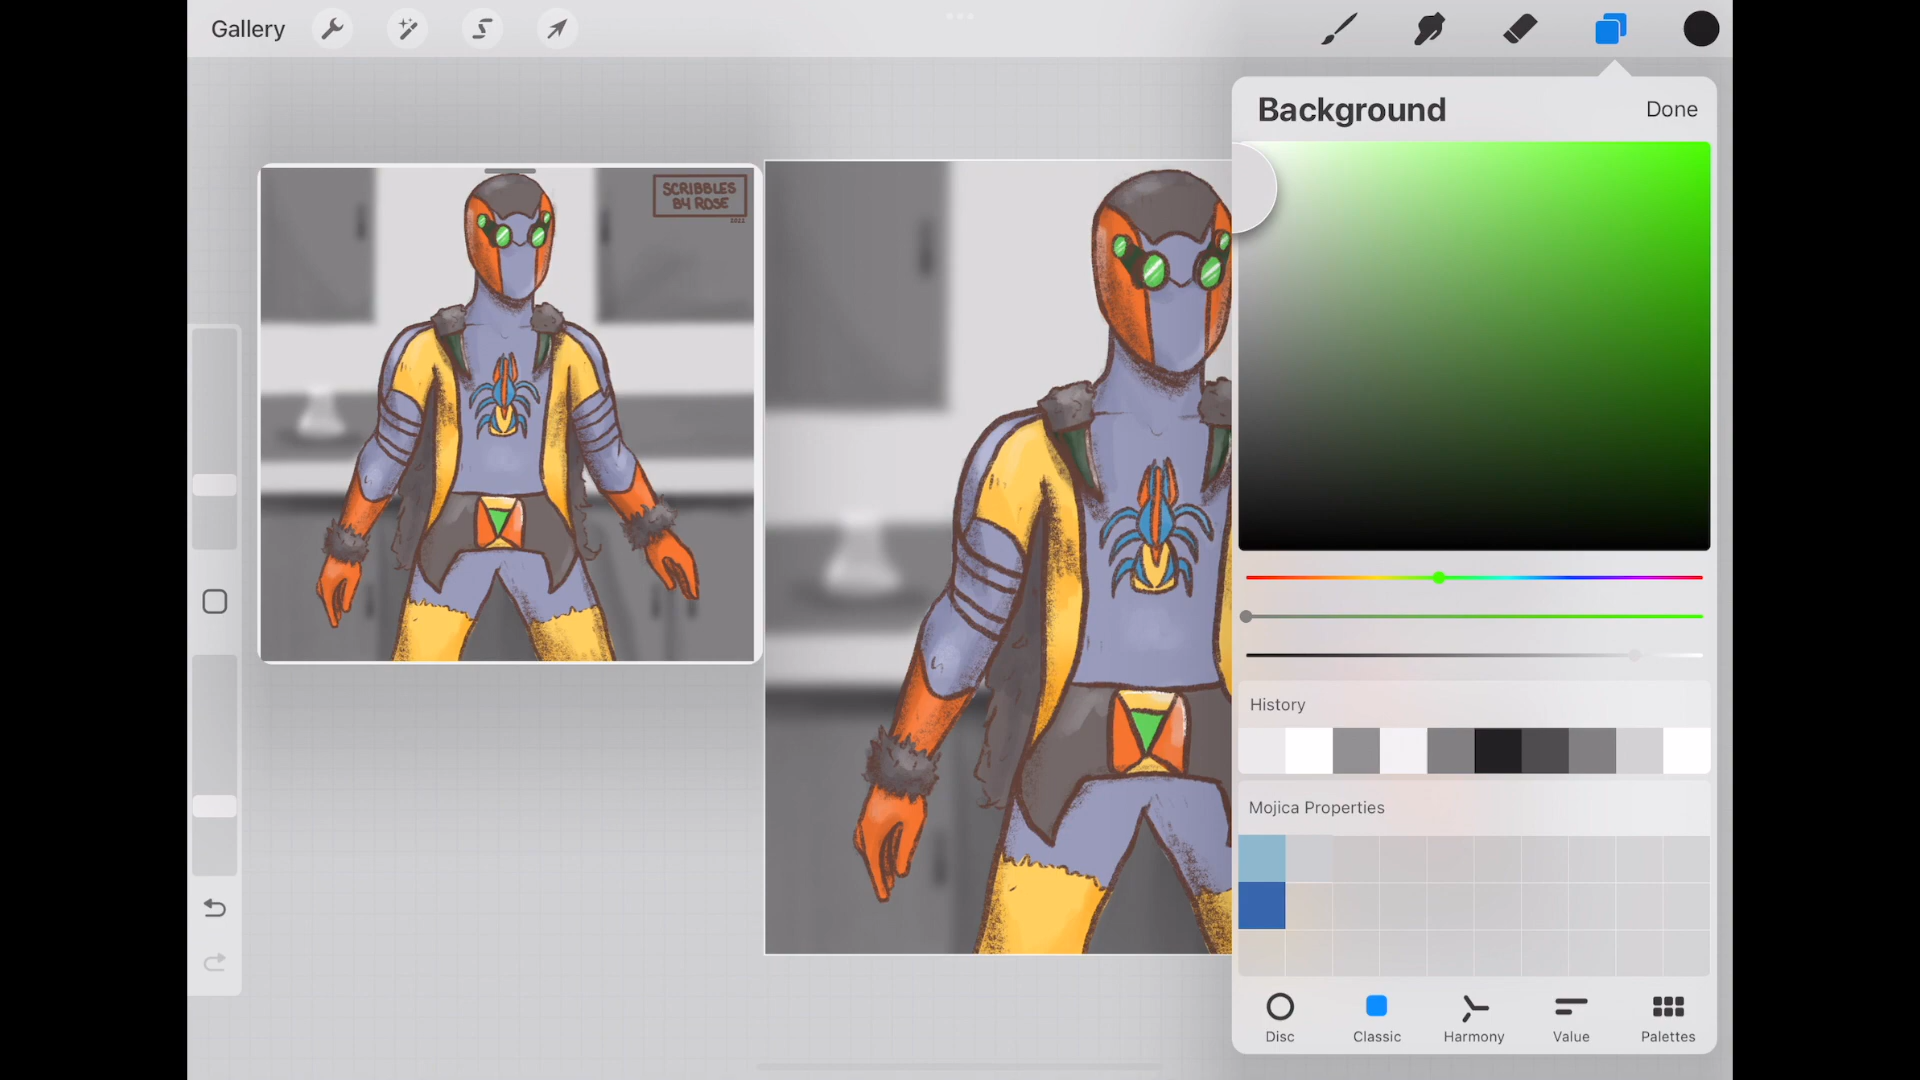 Gallery
Background
Done
SCRIBBLES
BY ROSE
History
Mojica Properties
Disc
Classic
Harmony
Value
Palettes